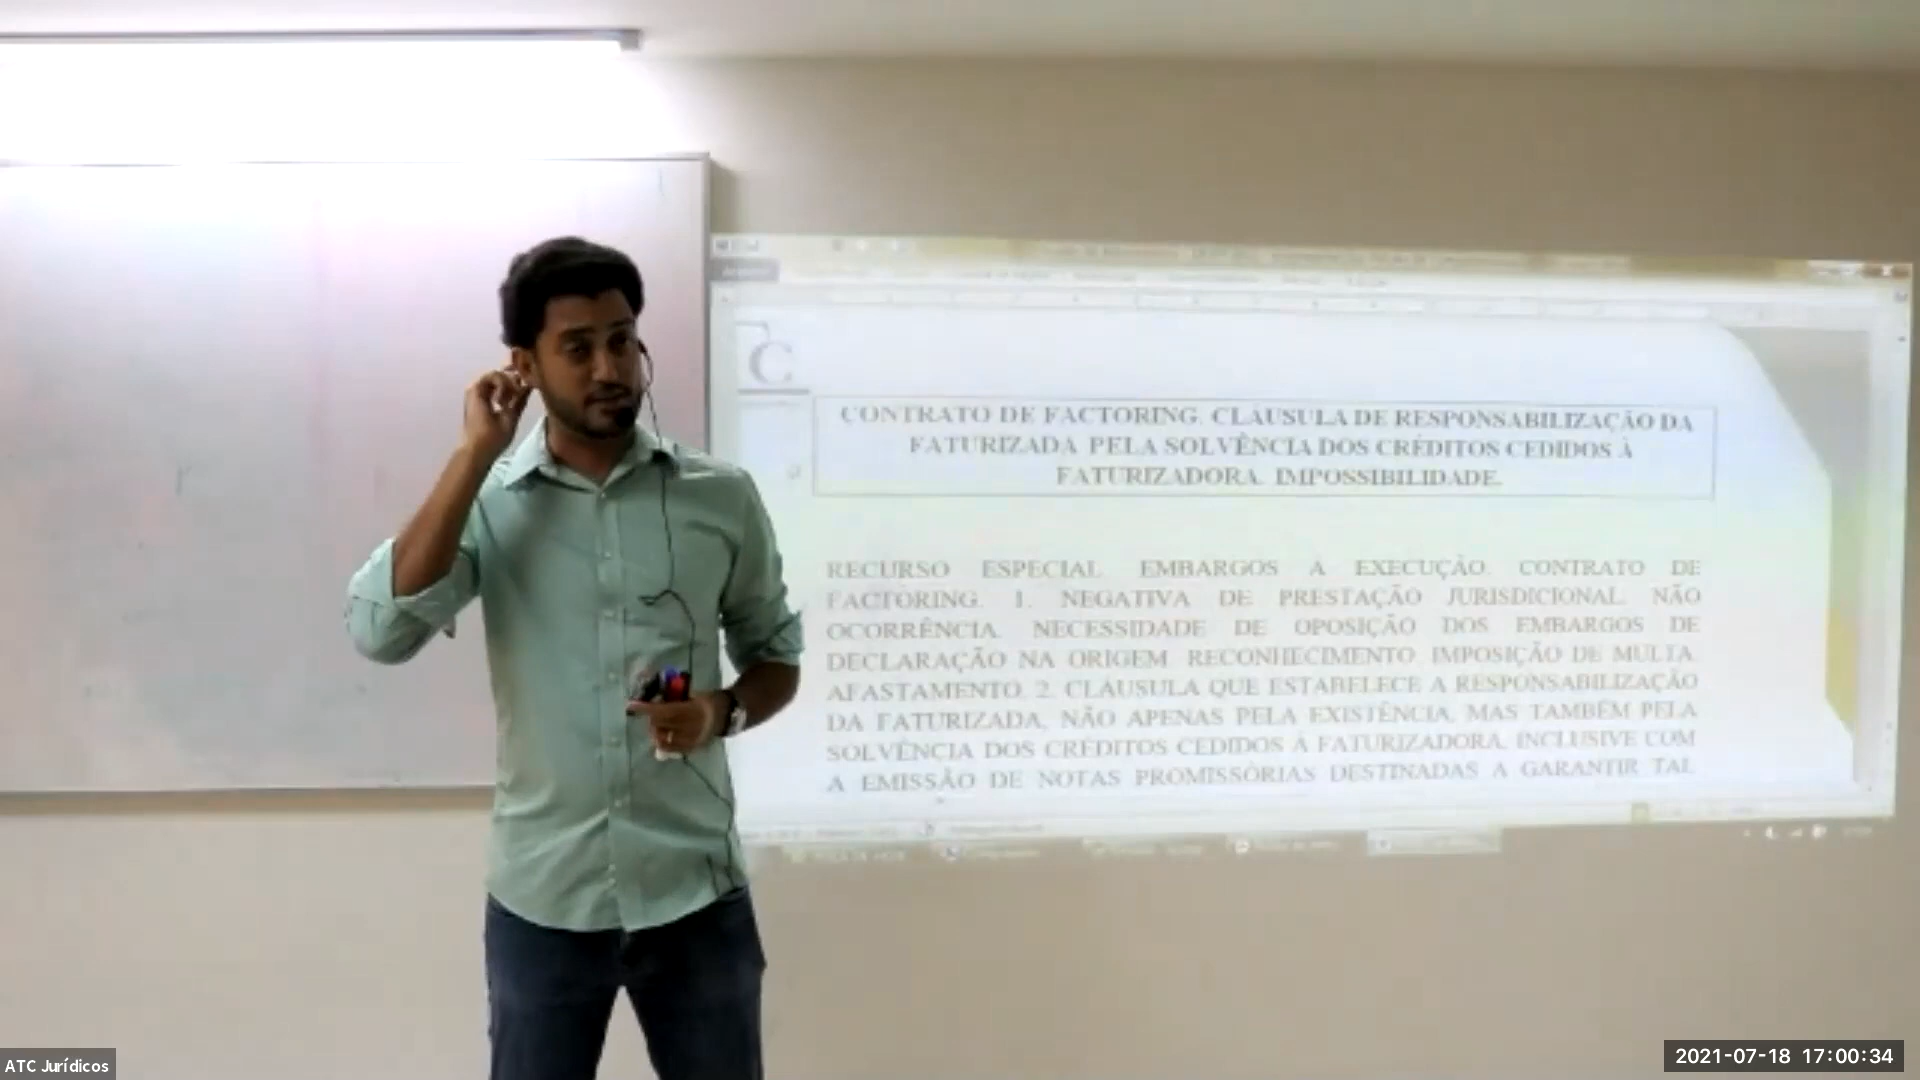 C
CONTRATO DE FACTORING. CLÁUSULA DE RESPONSABILIZAÇÃO DA
FATURIZADA PELA SOLVÊNCIA DOS CRÉDITOS CEDIDOS À
FATURIZADORA. IMPOSSIBILIDADE.
RECURSO ESPECIAL EMBARGOS À EXECUÇÃO. CONTRATO DE
FACTORING. 1. NEGATIVA DE PRESTAÇÃO JURISDICIONAL. NÃO
OCORRÊNCIA. NECESSIDADE DE OPOSIÇÃO DOS EMBARGOS DE
DECLARAÇÃO NA ORIGEM. RECONHECIMENTO. IMPOSIÇÃO DE MULTA.
AFASTAMENTO. 2. CLÁUSULA QUE ESTABELECE A RESPONSABILIZAÇÃO
DA FATURIZADA, NÃO APENAS PELA EXISTÊNCIA, MAS TAMBÉM PELA
SOLVÊNCIA DOS CRÉDITOS CEDIDOS À FATURIZADORA, INCLUSIVE COM
A EMISSÃO DE NOTAS PROMISSÓRIAS DESTINADAS A GARANTIR TAL
ATC Jurídicos
2021-07-18 17:00:34